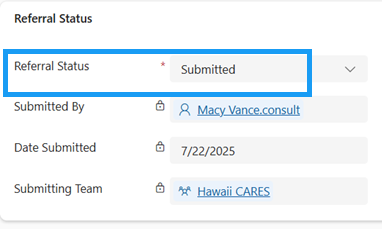 Referral Status
Referral Status * Submitted
Submitted By Macy Vance.consult
Date Submitted 7/22/2025
Submitting Team Hawaii CARES